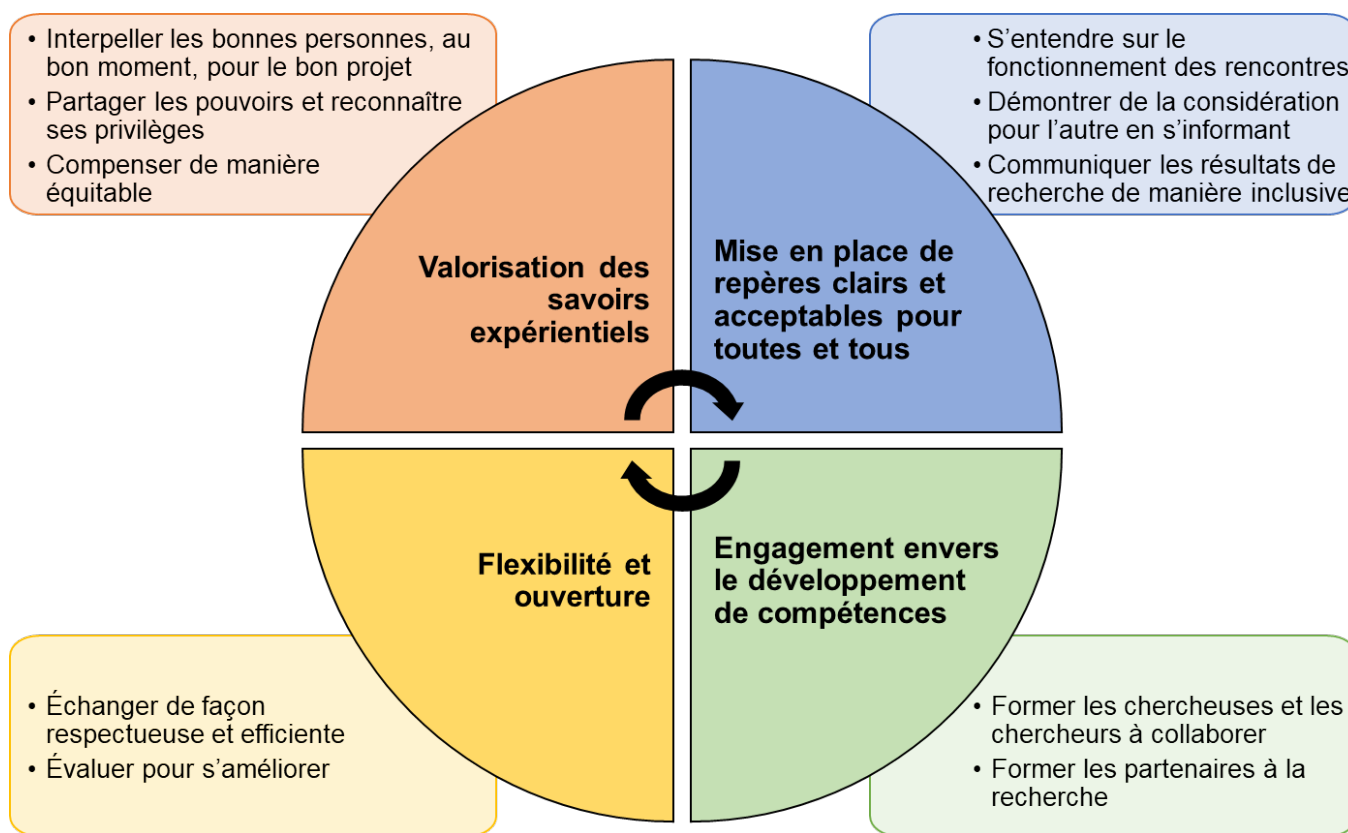 • Interpeller les bonnes personnes, au
bon moment, pour le bon projet
• Partager les pouvoirs et reconnaître
ses privilèges
• Compenser de manière
équitable
• S’entendre sur le
fonctionnement des rencontres
• Démontrer de la considération
pour l’autre en s’informant
• Communiquer les résultats de
recherche de manière inclusive
Valorisation des
savoirs
expérientiels
Mise en place de
repères clairs et
acceptables pour
toutes et tous
Flexibilité et
ouverture
Engagement envers
le développement
de compétences
• Échanger de façon
respectueuse et efficiente
• Évaluer pour s’améliorer
• Former les chercheuses et les
chercheurs à collaborer
• Former les partenaires à la
recherche